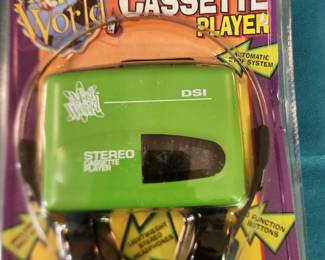 World
CASSETTE
PLAYER
AUTOMATIC
STOP SYSTEM
DSI
STEREO
CASSETTE
PLAYER
LIGHTWEIGHT
STEREO
HEADPHONES
FUNCTION
BUTTONS